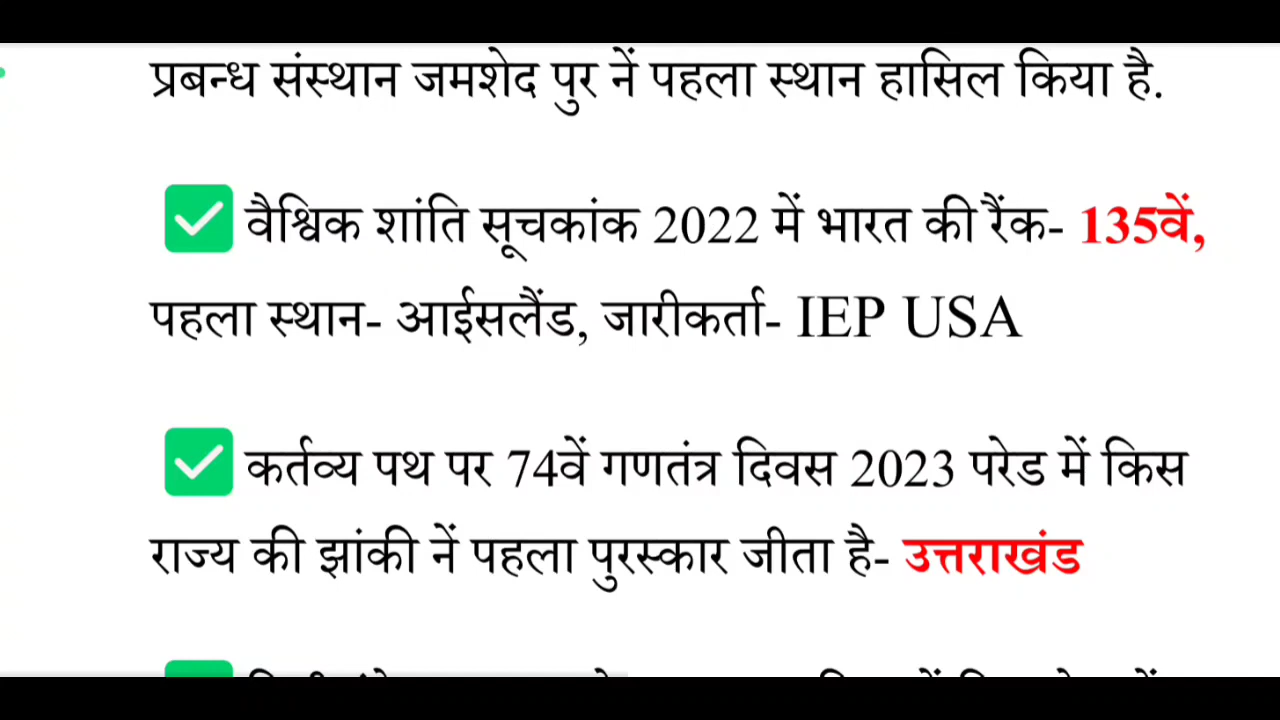 प्रबन्ध संस्थान जमशेद पुर नें पहला स्थान हासिल किया है.
वैश्विक शांति सूचकांक 2022 में भारत की रैंक- 135वें,
पहला स्थान- आईसलैंड, जारीकर्ता- IEP USA
कर्तव्य पथ पर 74वें गणतंत्र दिवस 2023 परेड में किस
राज्य की झांकी नें पहला पुरस्कार जीता है- उत्तराखंड